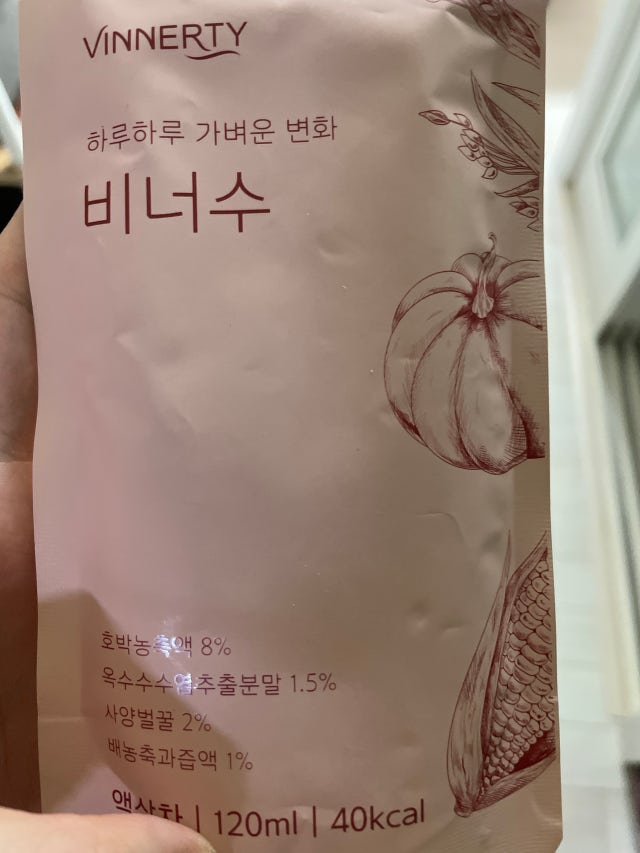 VINNERTY
하루하루 가벼운 변화
비너수
호박농축액 8%
옥수수수염추출분말 1.5%
사양벌꿀 2%
배농축과즙액 1%
액상차 | 120ml | 40kcal